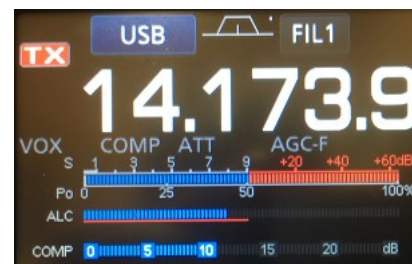 USB FIL1
TX
14.173.9
VOX COMP ATT AGC-F
S 1 3 5 7 9 +20 +40 +60dB
Po 0 25 50 100%
ALC
COMP 0 5 10 15 20 dB